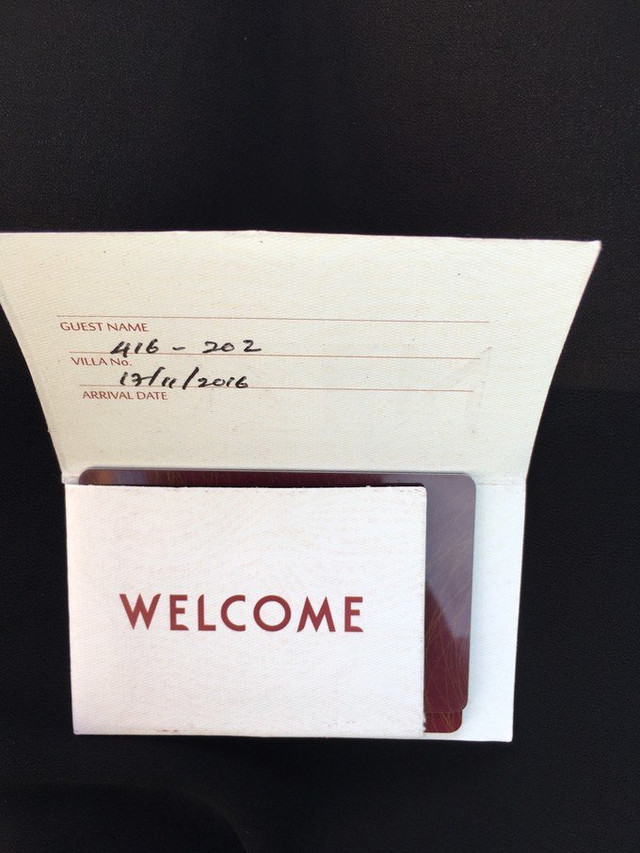 GUEST NAME
416 - 202
VILLA No.
17/11/2016
ARRIVAL DATE
WELCOME